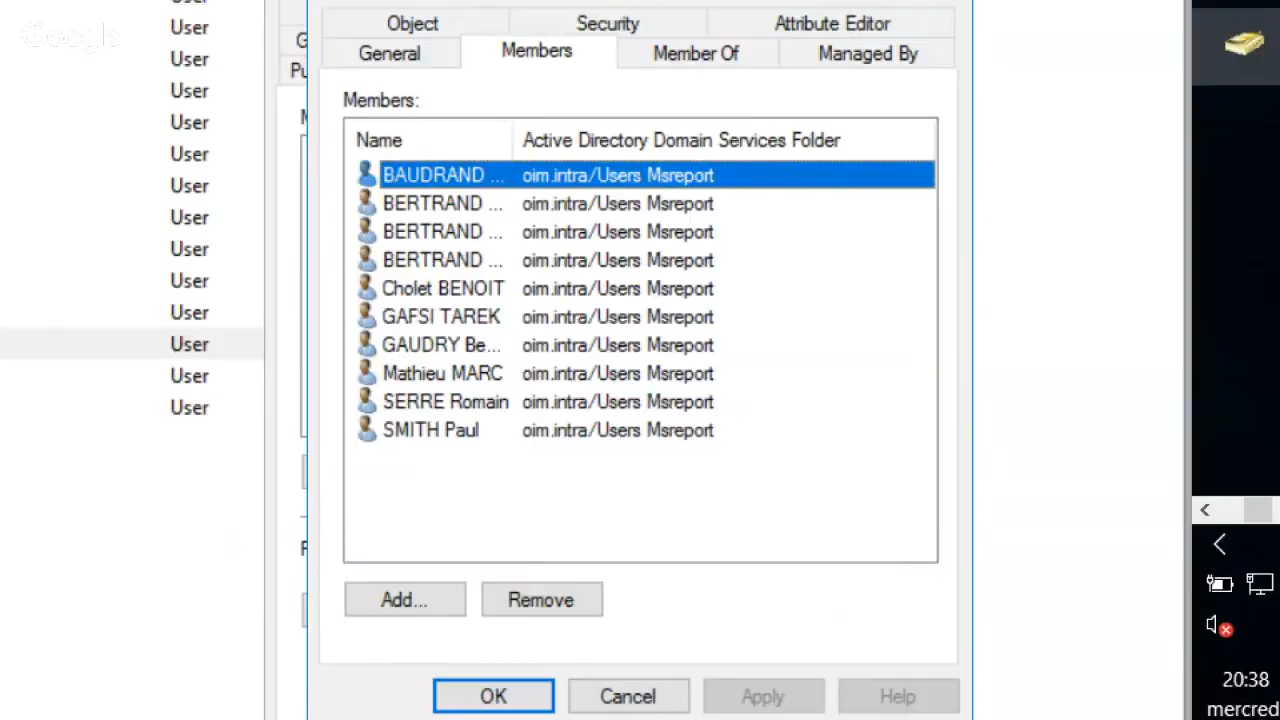 Google
User
User
User
User
User
User
User
User
User
User
User
User
User
Object Security Attribute Editor
General Members Member Of Managed By
Members:
Name Active Directory Domain Services Folder
BAUDRAND ... oim.intra/Users Msreport
BERTRAND ... oim.intra/Users Msreport
BERTRAND ... oim.intra/Users Msreport
BERTRAND ... oim.intra/Users Msreport
Cholet BENOIT oim.intra/Users Msreport
GAFSI TAREK oim.intra/Users Msreport
GAUDRY Be... oim.intra/Users Msreport
Mathieu MARC oim.intra/Users Msreport
SERRE Romain oim.intra/Users Msreport
SMITH Paul oim.intra/Users Msreport
Add... Remove
OK Cancel Apply Help
20:38
mercred